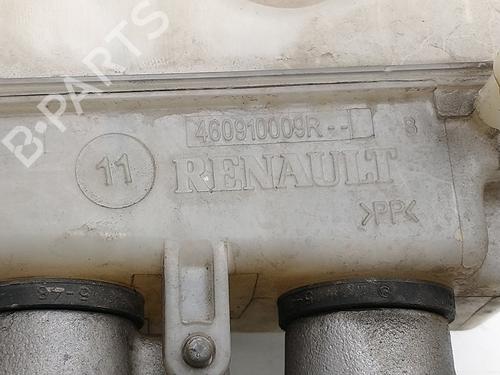 B-PARTS
460910009R--
8
11
RENAULT
>PP<